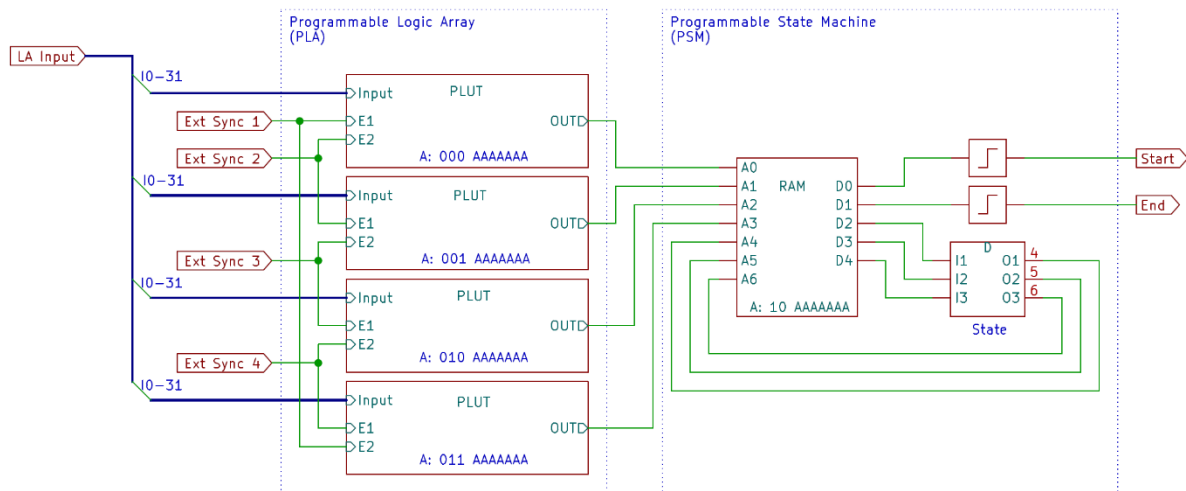 Programmable Logic Array
(PLA)
Programmable State Machine
(PSM)
LA Input
I0-31
Input
PLUT
Ext Sync 1
E1
OUT
E2
Ext Sync 2
A: 000 AAAAAAA
I0-31
Input
PLUT
E1
OUT
E2
Ext Sync 3
A: 001 AAAAAAA
I0-31
Input
PLUT
E1
OUT
E2
Ext Sync 4
A: 010 AAAAAAA
I0-31
Input
PLUT
E1
OUT
E2
A: 011 AAAAAAA
A0
A1
RAM
D0
A2
D1
A3
D2
A4
D3
A5
D4
A6
A: 10 AAAAAAA
Start
End
D
I1
O1
4
I2
O2
5
I3
O3
6
State